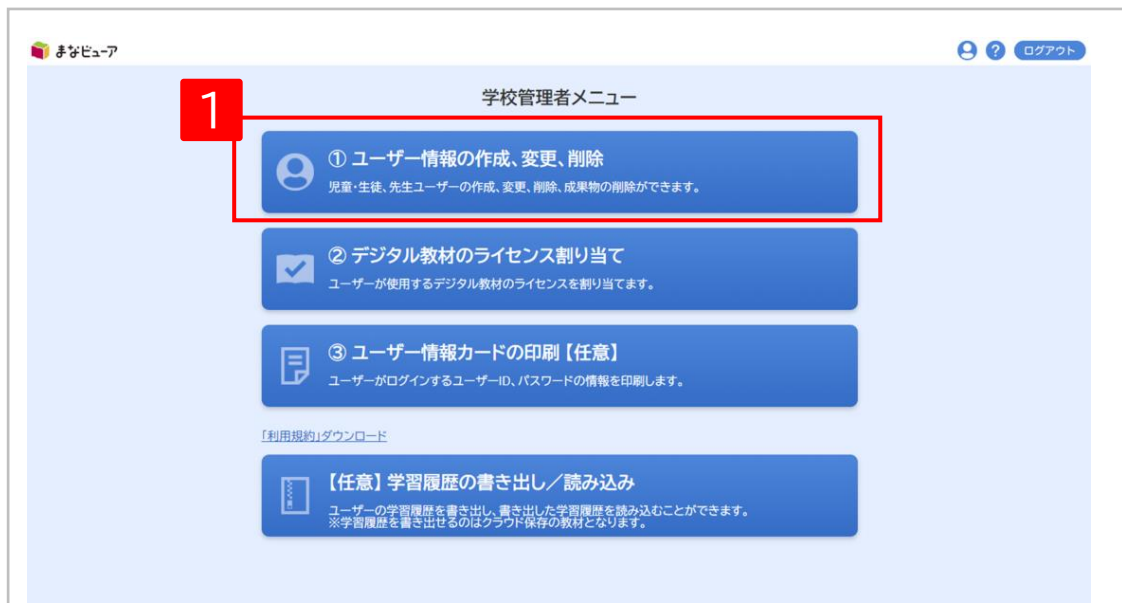 まなビューア
? ログアウト
学校管理者メニュー
1
① ユーザー情報の作成、変更、削除
児童・生徒、先生ユーザーの作成、変更、削除、成果物の削除ができます。
② デジタル教材のライセンス割り当て
ユーザーが使用するデジタル教材のライセンスを割り当てます。
③ ユーザー情報カードの印刷【任意】
ユーザーがログインするユーザーID、パスワードの情報を印刷します。
「利用規約」ダウンロード
【任意】学習履歴の書き出し／読み込み
ユーザーの学習履歴を書き出し、書き出した学習履歴を読み込むことができます。
※学習履歴を書き出せるのはクラウド保存の教材となります。